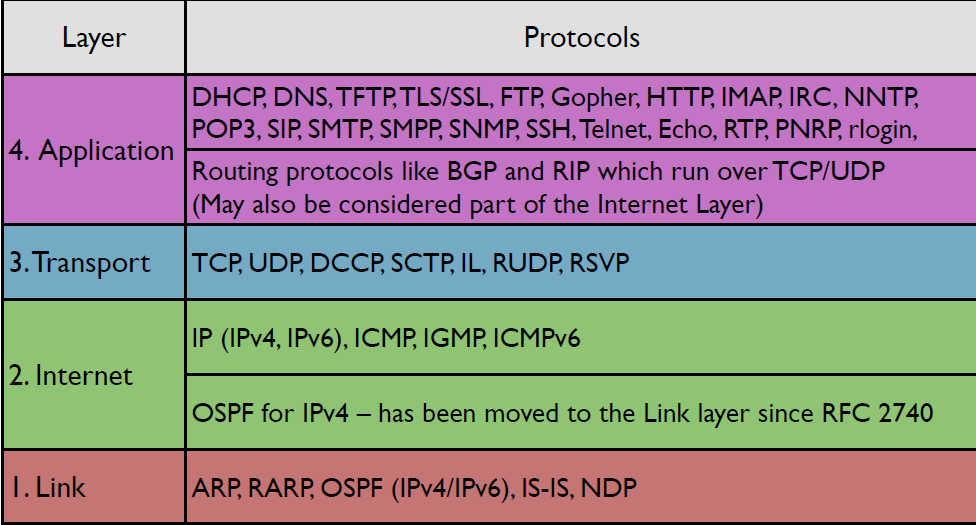 Layer
Protocols
4. Application
DHCP, DNS, TFTP, TLS/SSL, FTP, Gopher, HTTP, IMAP, IRC, NNTP,
POP3, SIP, SMTP, SMPP, SNMP, SSH, Telnet, Echo, RTP, PNRP, rlogin,
Routing protocols like BGP and RIP which run over TCP/UDP
(May also be considered part of the Internet Layer)
3. Transport
TCP, UDP, DCCP, SCTP, IL, RUDP, RSVP
2. Internet
IP (IPv4, IPv6), ICMP, IGMP, ICMPv6
OSPF for IPv4 – has been moved to the Link layer since RFC 2740
1. Link
ARP, RARP, OSPF (IPv4/IPv6), IS-IS, NDP